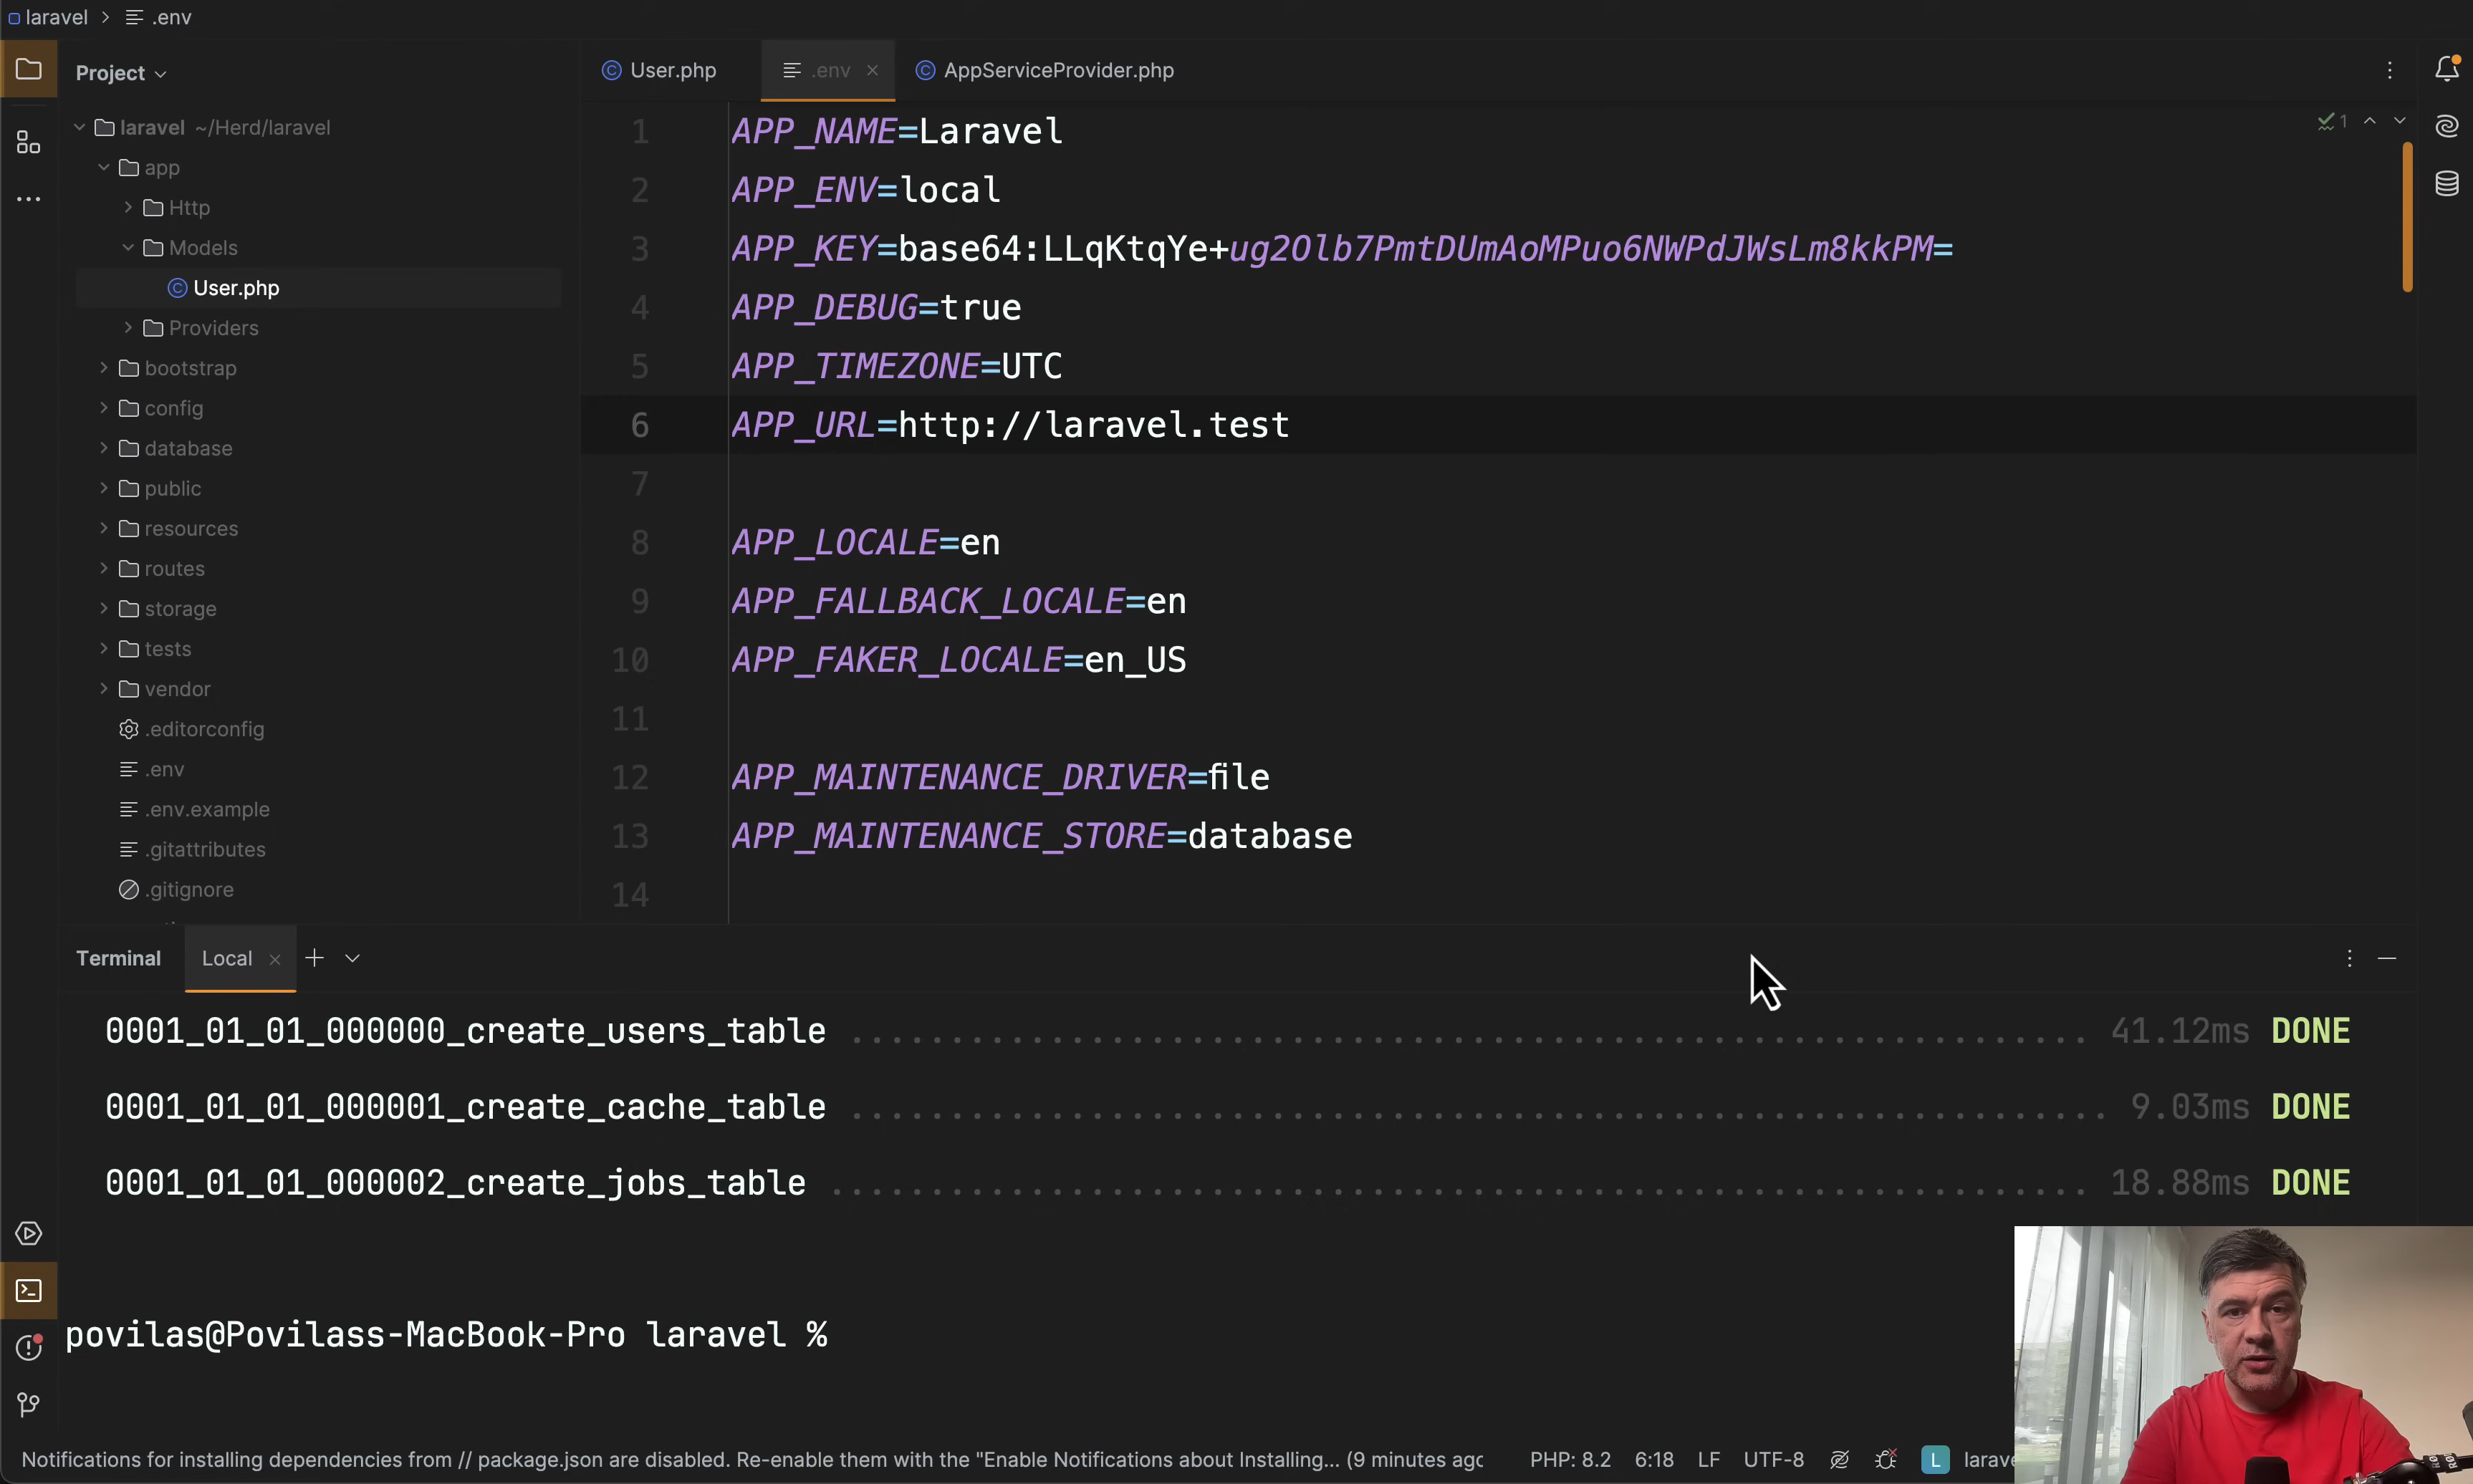 laravel > .env
Project
User.php
.env
AppServiceProvider.php
laravel ~/Herd/laravel
app
Http
Models
User.php
Providers
bootstrap
config
database
public
resources
routes
storage
tests
vendor
.editorconfig
.env
.env.example
.gitattributes
.gitignore
1 APP_NAME=Laravel
2 APP_ENV=local
3 APP_KEY=base64:LLqKtqYe+ug2Olb7PmtDUmAoMPuo6NWPdJWsLm8kkPM=
4 APP_DEBUG=true
5 APP_TIMEZONE=UTC
6 APP_URL=http://laravel.test
7
8 APP_LOCALE=en
9 APP_FALLBACK_LOCALE=en
10 APP_FAKER_LOCALE=en_US
11
12 APP_MAINTENANCE_DRIVER=file
13 APP_MAINTENANCE_STORE=database
14
1
Terminal
Local
0001_01_01_000000_create_users_table 41.12ms DONE
0001_01_01_000001_create_cache_table 9.03ms DONE
0001_01_01_000002_create_jobs_table 18.88ms DONE
povilas@Povilass-MacBook-Pro laravel %
Notifications for installing dependencies from // package.json are disabled. Re-enable them with the "Enable Notifications about Installing... (9 minutes ago
PHP: 8.2 6:18 LF UTF-8 L larave